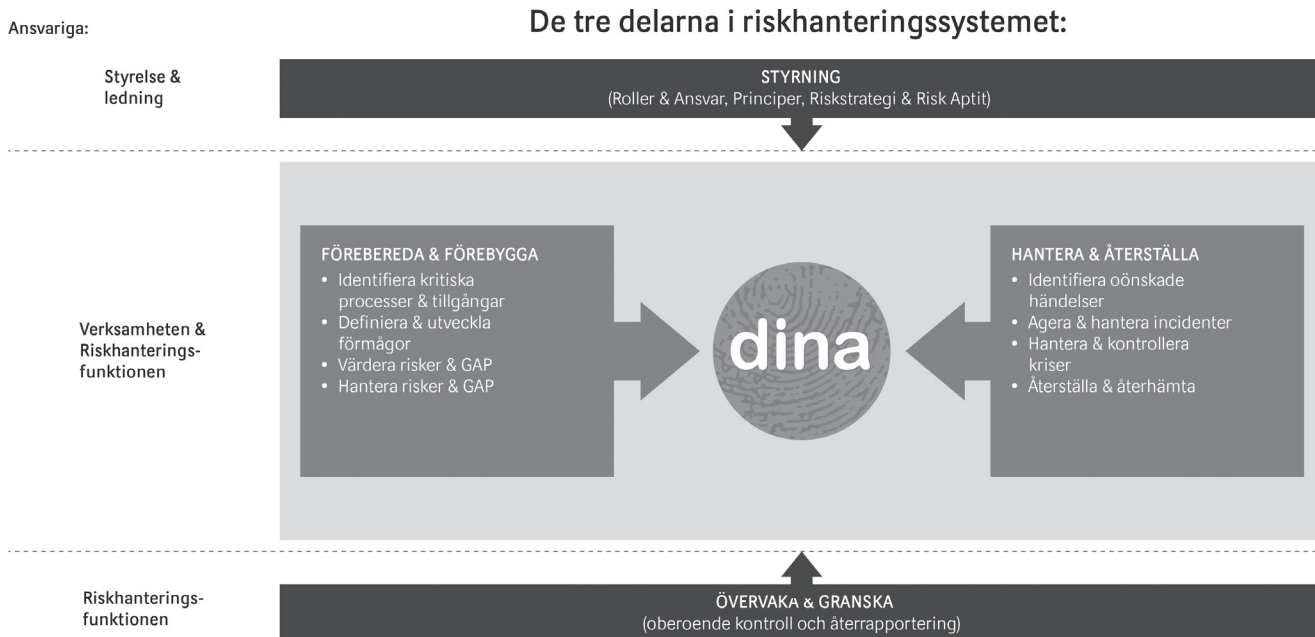 Ansvariga:
De tre delarna i riskhanteringssystemet:
Styrelse &
ledning
STYRNING
(Roller & Ansvar, Principer, Riskstrategi & Risk Aptit)
Verksamheten &
Riskhanterings-
funktionen
FÖREBEREDA & FÖREBYGGA
• Identifiera kritiska
processer & tillgångar
• Definiera & utveckla
förmågor
• Värdera risker & GAP
• Hantera risker & GAP
dina
HANTERA & ÅTERSTÄLLA
• Identifiera oönskade
händelser
• Agera & hantera incidenter
• Hantera & kontrollera
kriser
• Återställa & återhämta
Riskhanterings-
funktionen
ÖVERVAKA & GRANSKA
(oberoende kontroll och återrapportering)